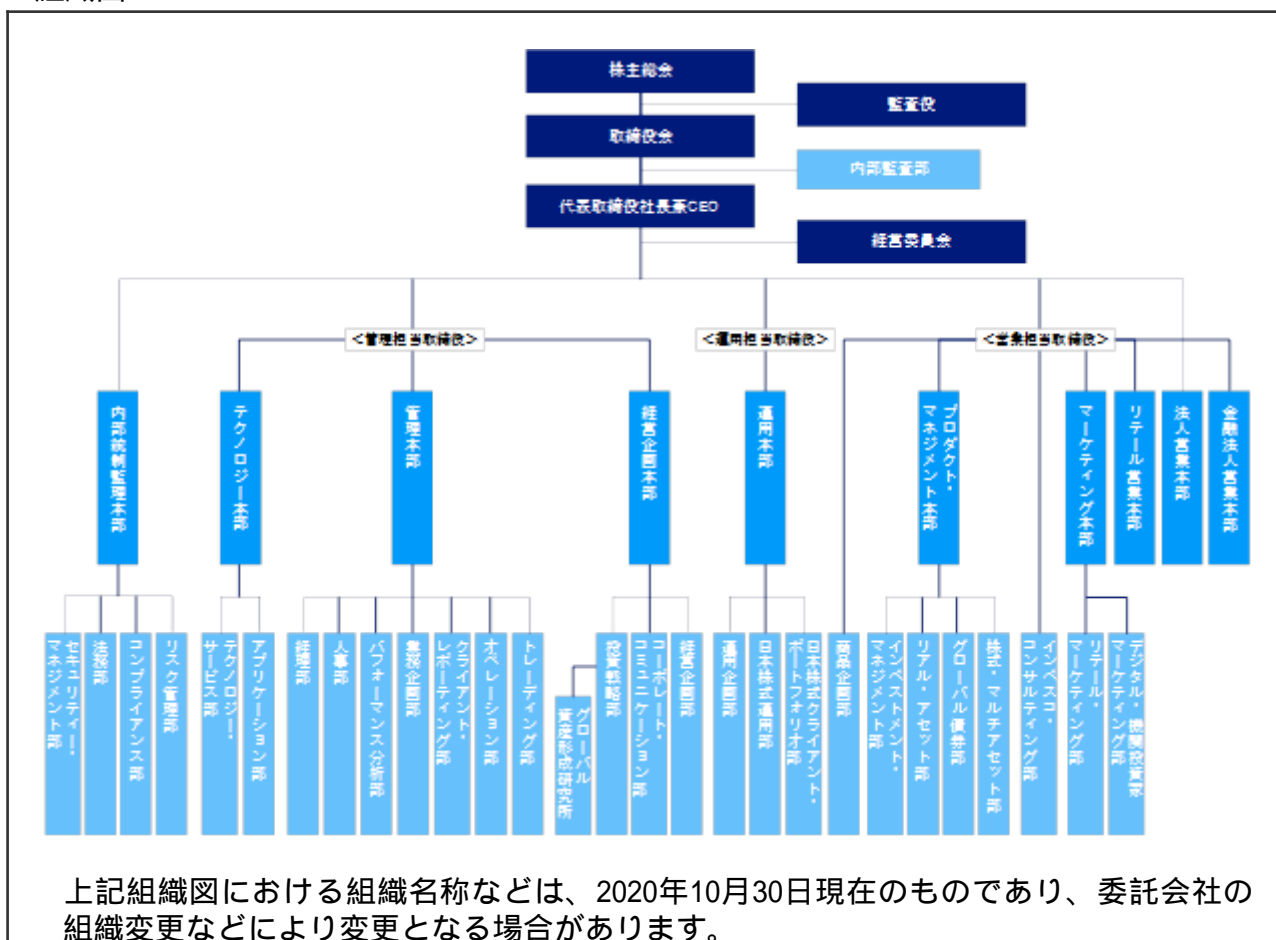 株主総会
監査役
取締役会
内部監査部
代表取締役社長兼CEO
経営委員会
＜管理担当取締役＞
＜運用担当取締役＞
＜営業担当取締役＞
内部統制監理本部
テクノロジー本部
管理本部
経営企画本部
運用本部
プロダクト・
マネジメント本部
マーケティング本部
リテール営業本部
法人営業本部
金融法人営業本部
セキュリティー・
マネジメント部
法務部
コンプライアンス部
リスク管理部
テクノロジー・
サービス部
アプリケーション部
経理部
人事部
パフォーマンス分析部
業務企画部
クライアント・
レポーティング部
オペレーション部
トレーディング部
グローバル
資産形成研究所
投資戦略部
コーポレート・
コミュニケーション部
経営企画部
運用企画部
日本株式運用部
日本株式クライアント・
ポートフォリオ部
商品企画部
インベストメント・
マネジメント部
リアル・アセット部
グローバル債券部
株式・マルチアセット部
インベスコ・
コンサルティング部
リテール・
マーケティング部
デジタル・機関投資家
マーケティング部
上記組織図における組織名称などは、2020年10月30日現在のものであり、委託会社の
組織変更などにより変更となる場合があります。